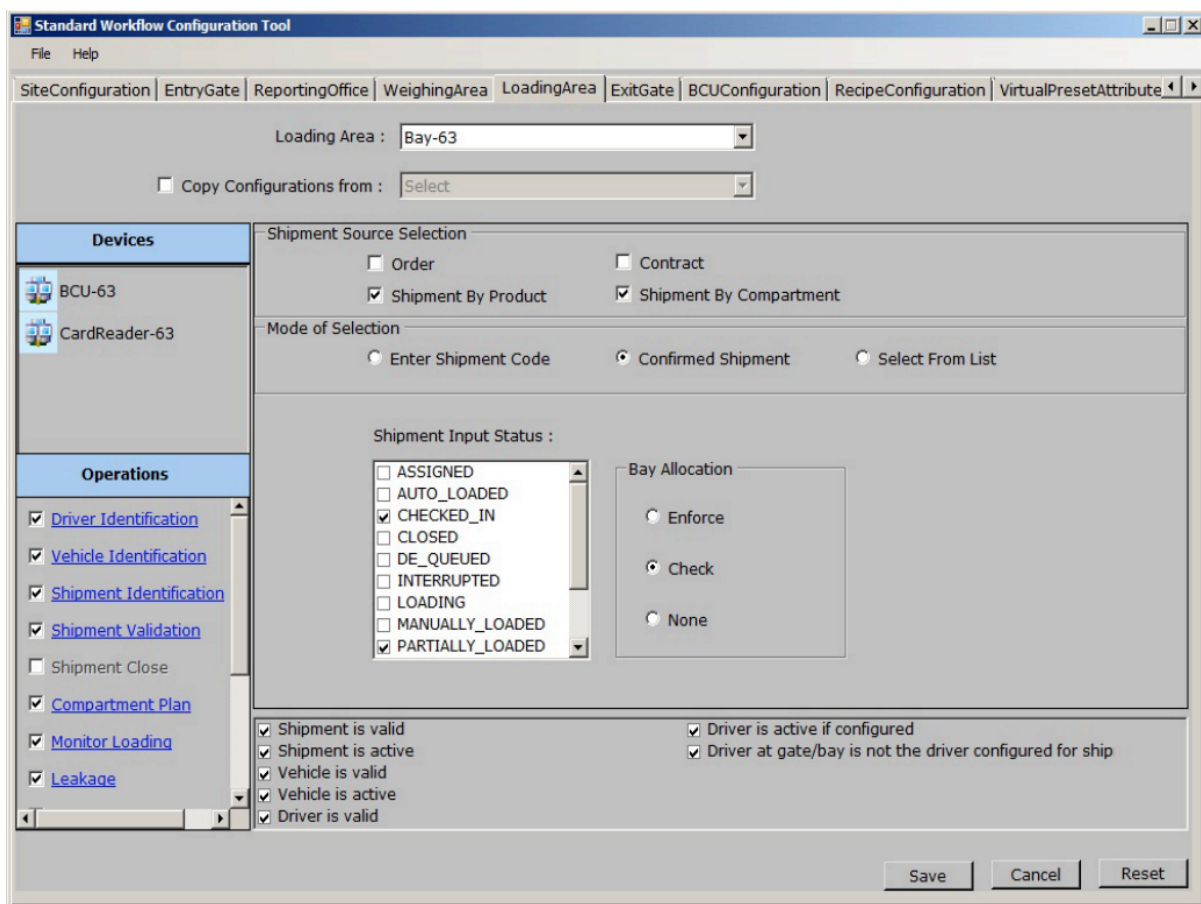 Standard Workflow Configuration Tool
File Help
SiteConfiguration EntryGate ReportingOffice WeighingArea LoadingArea ExitGate BCUConfiguration RecipeConfiguration VirtualPresetAttribute
Loading Area : Bay-63
Copy Configurations from : Select
Devices
BCU-63
CardReader-63
Shipment Source Selection
Order Contract
Shipment By Product Shipment By Compartment
Mode of Selection
Enter Shipment Code Confirmed Shipment Select From List
Operations
Driver Identification
Vehicle Identification
Shipment Identification
Shipment Validation
Shipment Close
Compartment Plan
Monitor Loading
Leakage
Shipment Input Status :
ASSIGNED
AUTO_LOADED
CHECKED_IN
CLOSED
DE_QUEUED
INTERRUPTED
LOADING
MANUALLY_LOADED
PARTIALLY_LOADED
Bay Allocation
Enforce
Check
None
Shipment is valid
Shipment is active
Vehicle is valid
Vehicle is active
Driver is valid
Driver is active if configured
Driver at gate/bay is not the driver configured for ship
Save Cancel Reset